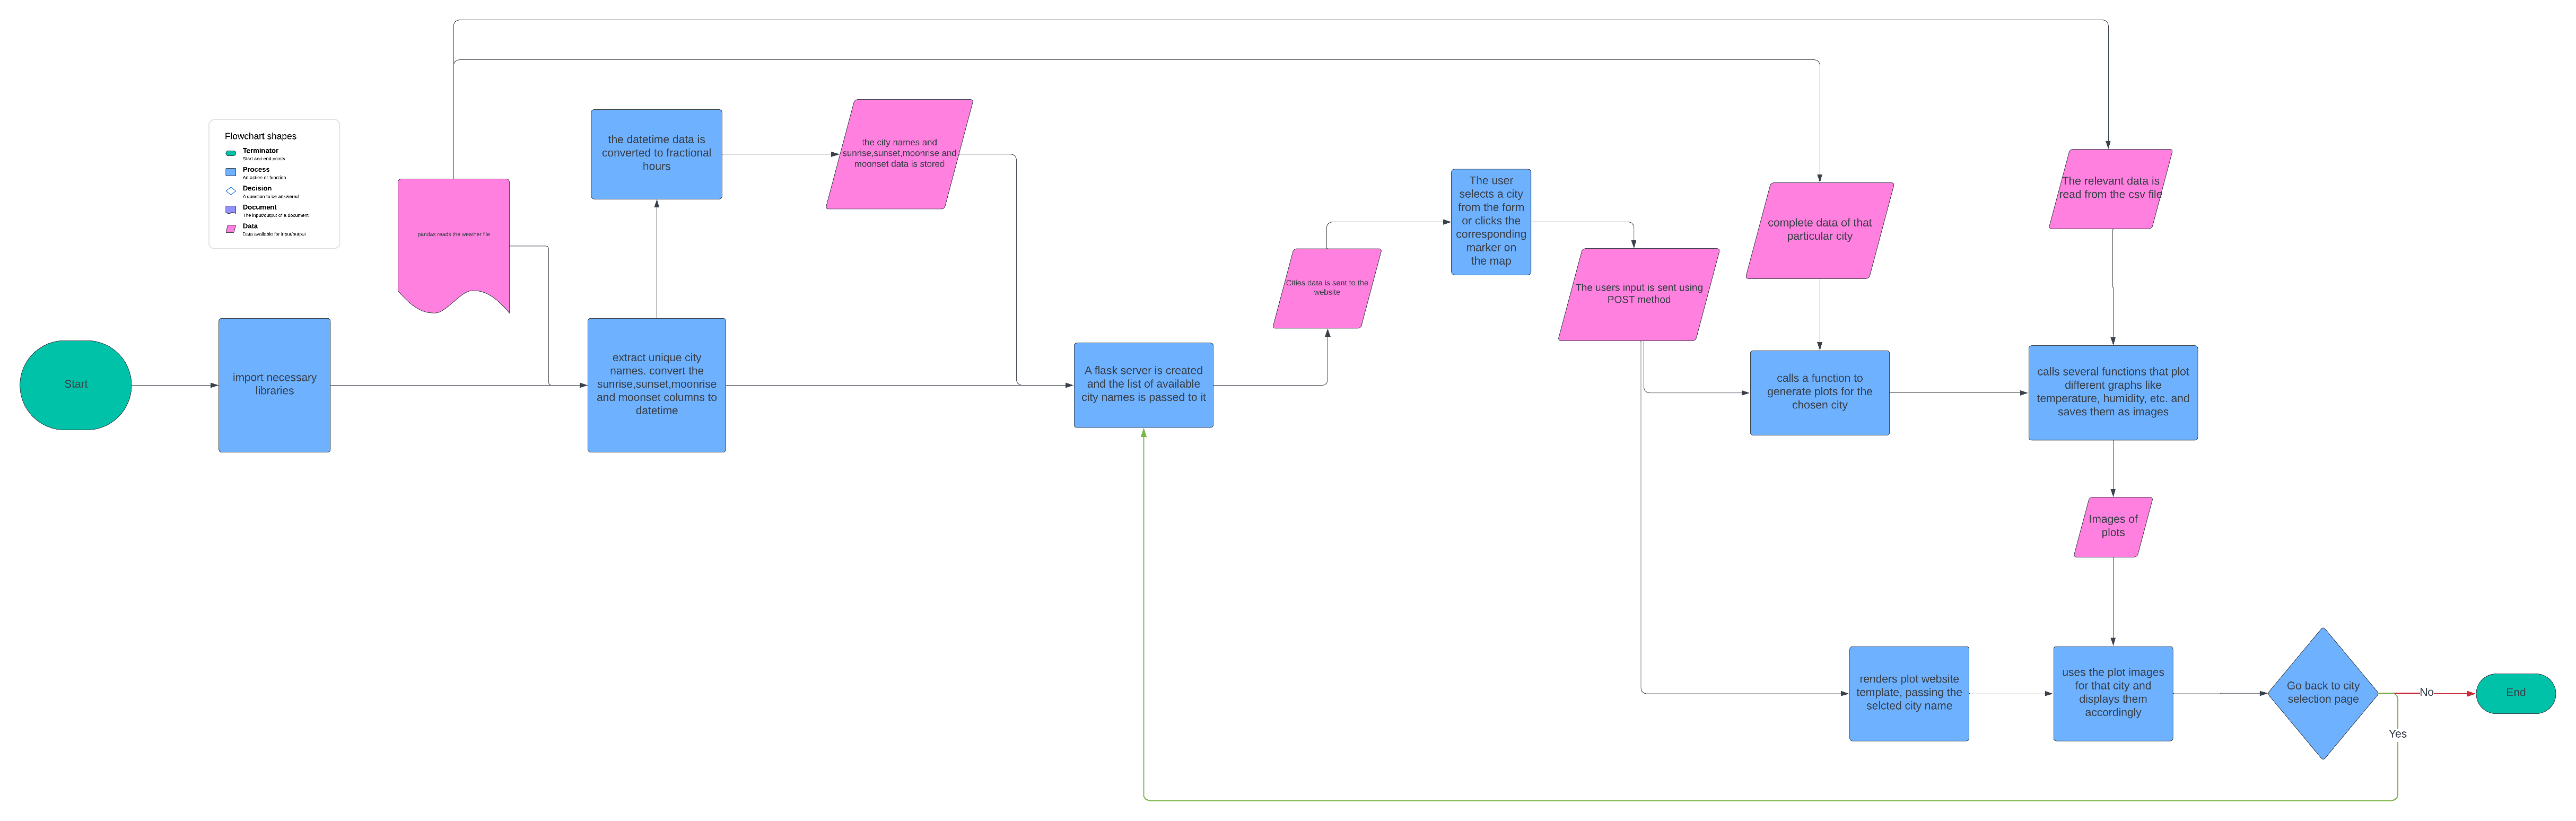 Flowchart shapes
Terminator
Start and end points
Process
An action or function
Decision
A question to be answered
Document
The input/output of a document
Data
Data available for input/output
Start
import necessary
libraries
pandas reads the weather file
the datetime data is
converted to fractional
hours
extract unique city
names. convert the
sunrise,sunset,moonrise
and moonset columns to
datetime
the city names and
sunrise,sunset,moonrise and
moonset data is stored
A flask server is created
and the list of available
city names is passed to it
Cities data is sent to the
website
The user
selects a city
from the form
or clicks the
corresponding
marker on
the map
The users input is sent using
POST method
complete data of that
particular city
calls a function to
generate plots for the
chosen city
The relevant data is
read from the csv file
calls several functions that plot
different graphs like
temperature, humidity, etc. and
saves them as images
Images of
plots
renders plot website
template, passing the
selcted city name
uses the plot images
for that city and
displays them
accordingly
Go back to city
selection page
No
Yes
End